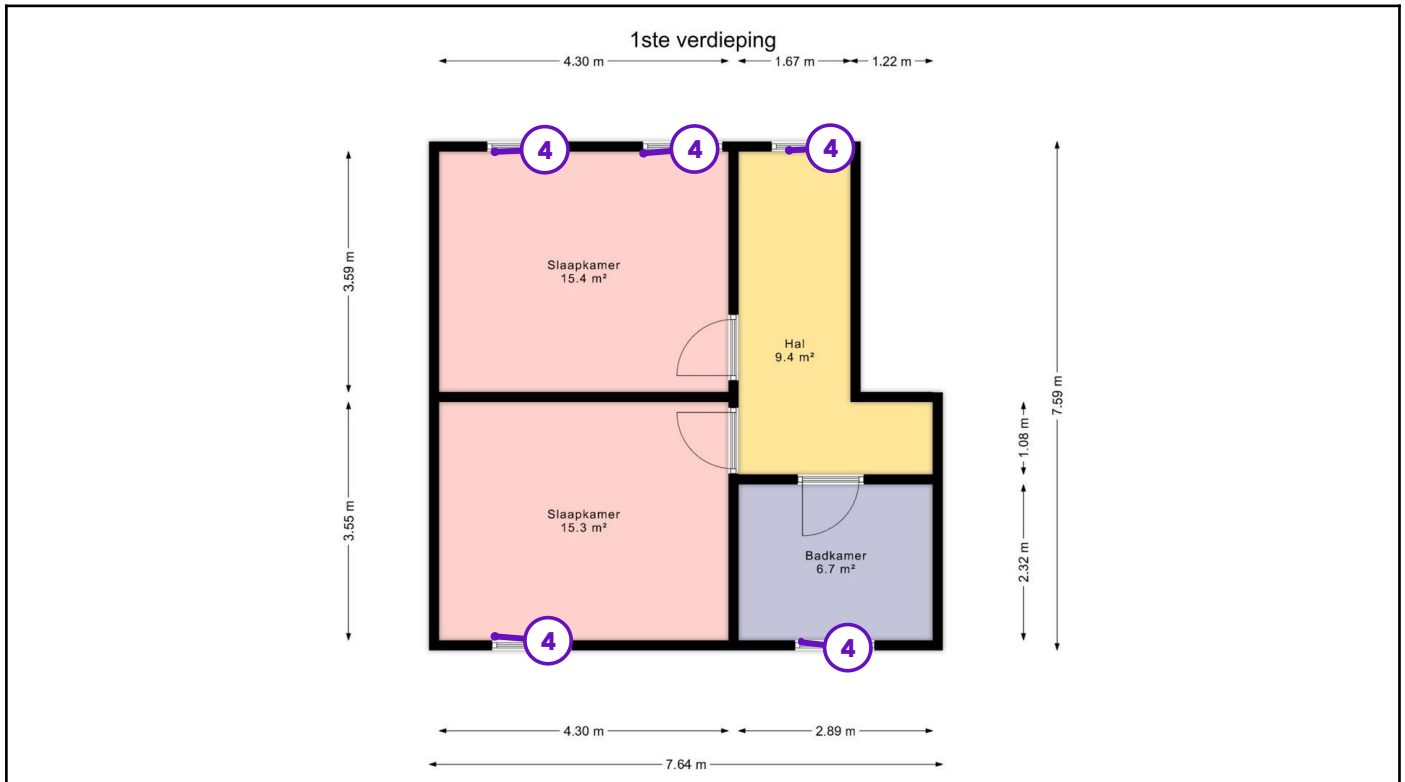 1ste verdieping
4.30 m
1.67 m
1.22 m
4
4
4
3.59 m
Slaapkamer
15.4 m²
Hal
9.4 m²
7.59 m
3.55 m
Slaapkamer
15.3 m²
1.08 m
Badkamer
6.7 m²
2.32 m
4
4
4.30 m
2.89 m
7.64 m